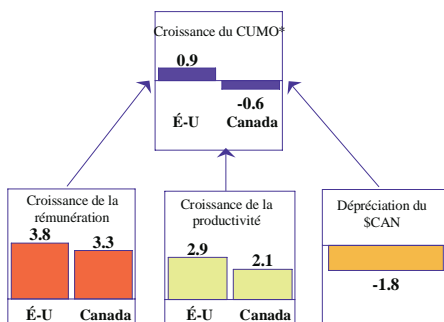 Croissance du CUMO*
0.9
-0.6
É-U Canada
Croissance de la
rémunération
3.8 3.3
É-U Canada
Croissance de la
productivité
2.9 2.1
É-U Canada
Dépréciation du
$CAN
-1.8